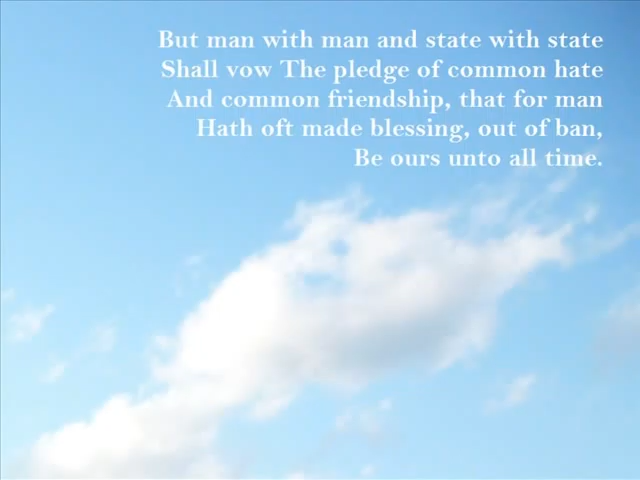 But man with man and state with state
Shall vow The pledge of common hate
And common friendship, that for man
Hath oft made blessing, out of ban,
Be ours unto all time.